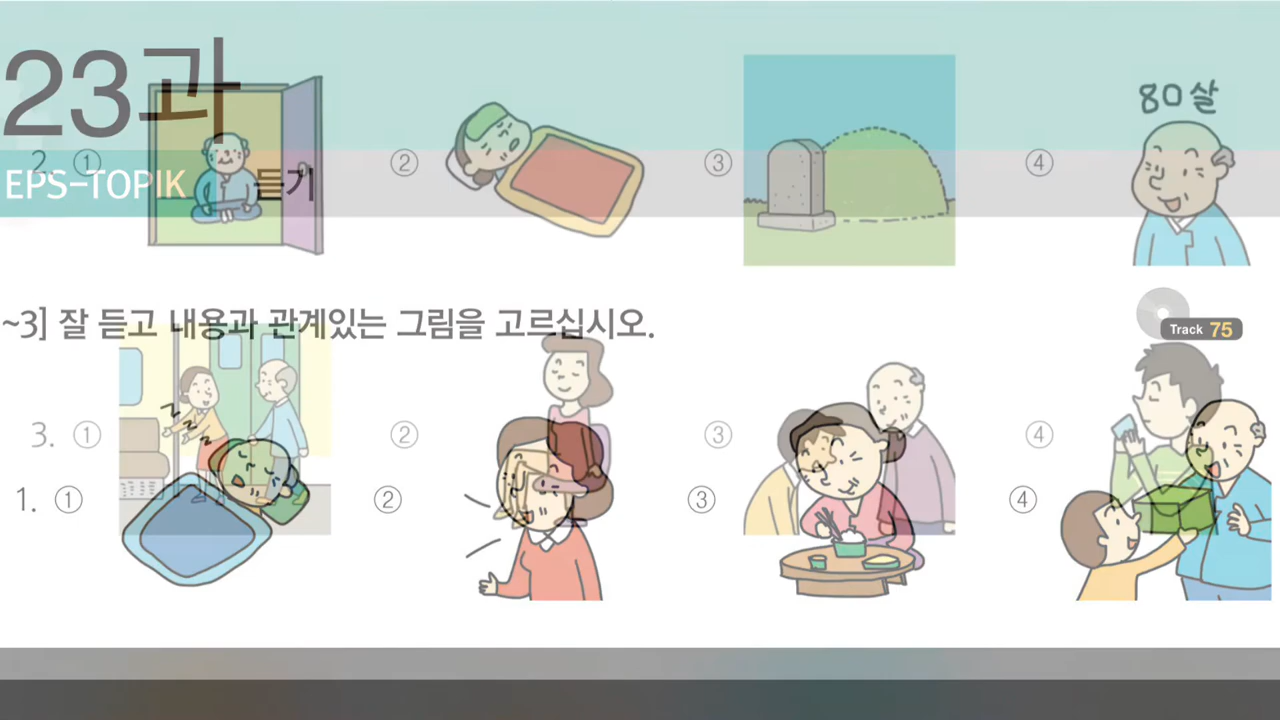 23과
EPS-TOPIK 듣기
~3] 잘 듣고 내용과 관계있는 그림을 고르십시오.
Track 75
1. ① ② ③ ④
2. ① ② ③ ④
80살
3. ① ② ③ ④
zzz